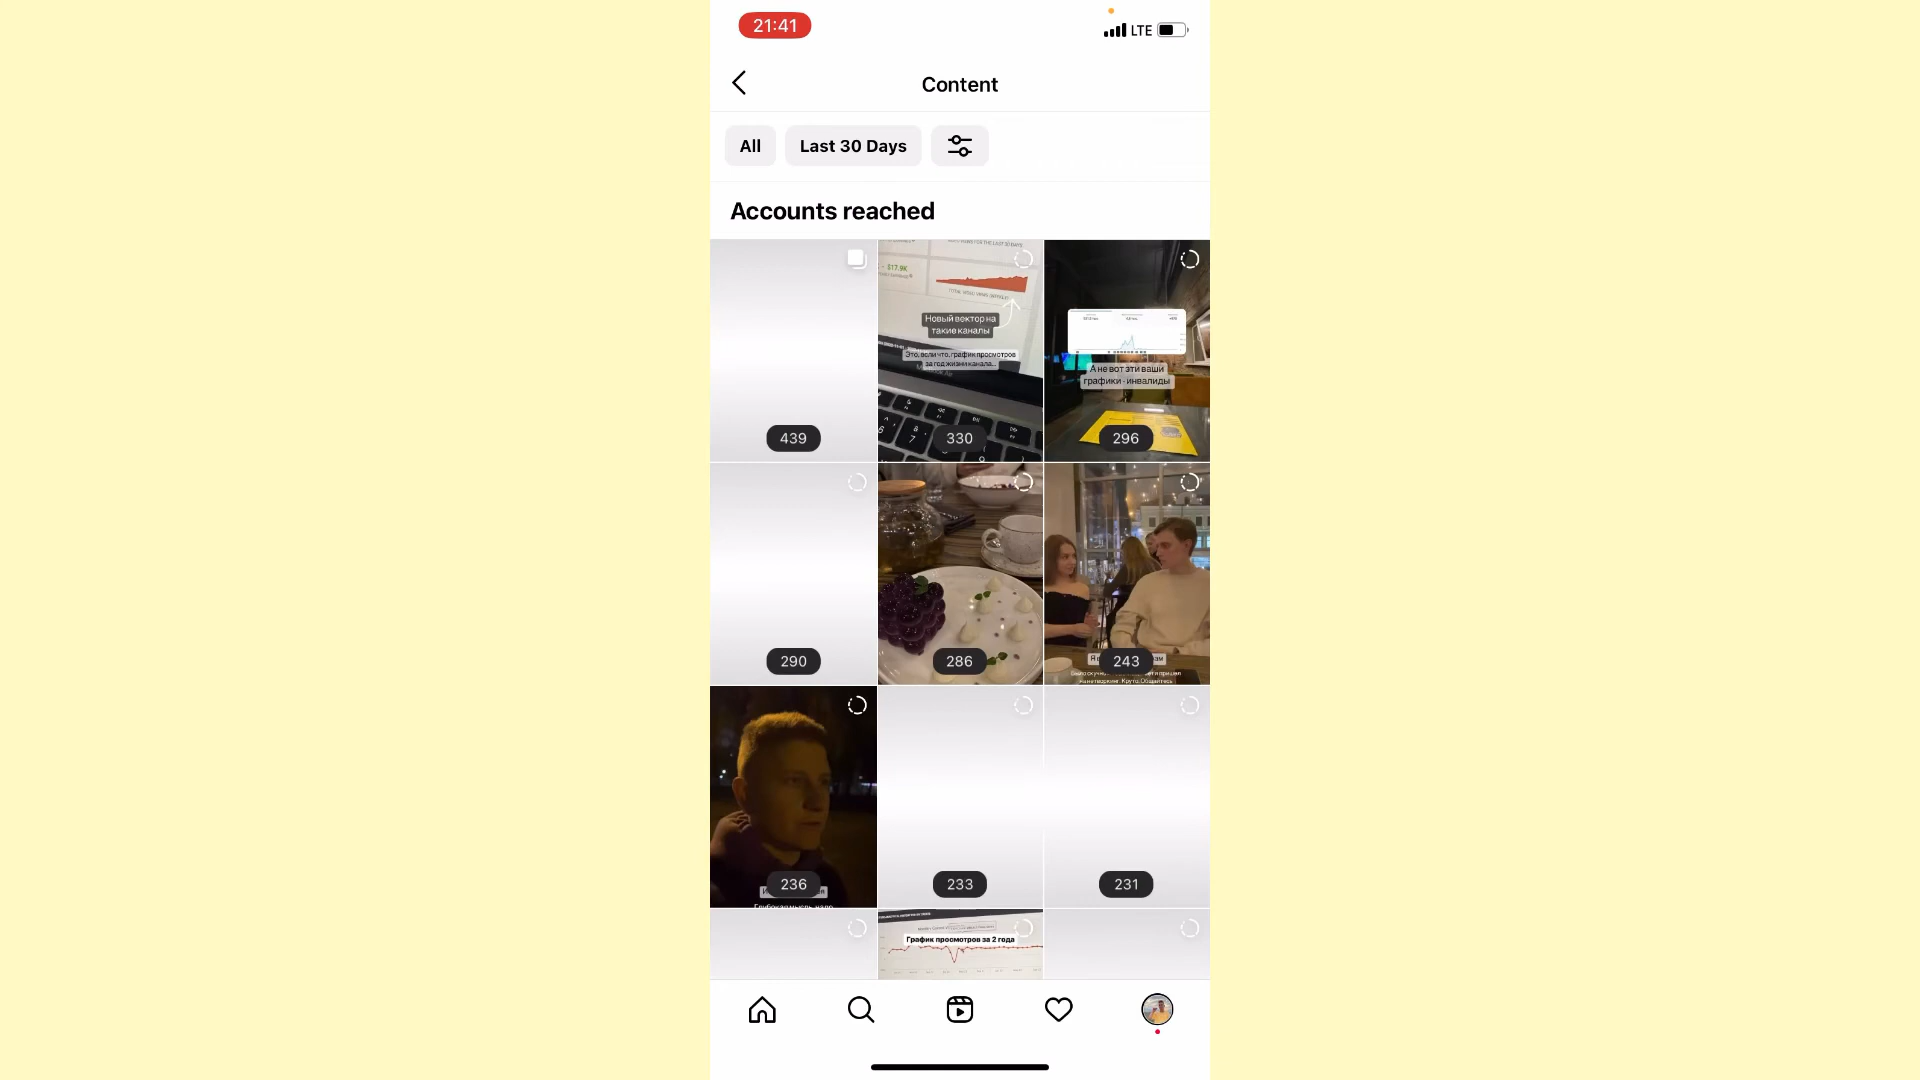 21:41
LTE
Content
All
Last 30 Days
Accounts reached
439
$17.9K
Новый вектор на
такие каналы
Это, если что, график просмотров
за год жизни канала...
330
А не вот эти ваши
графики - инвалиды
296
290
286
243
236
233
231
График просмотров за 2 года